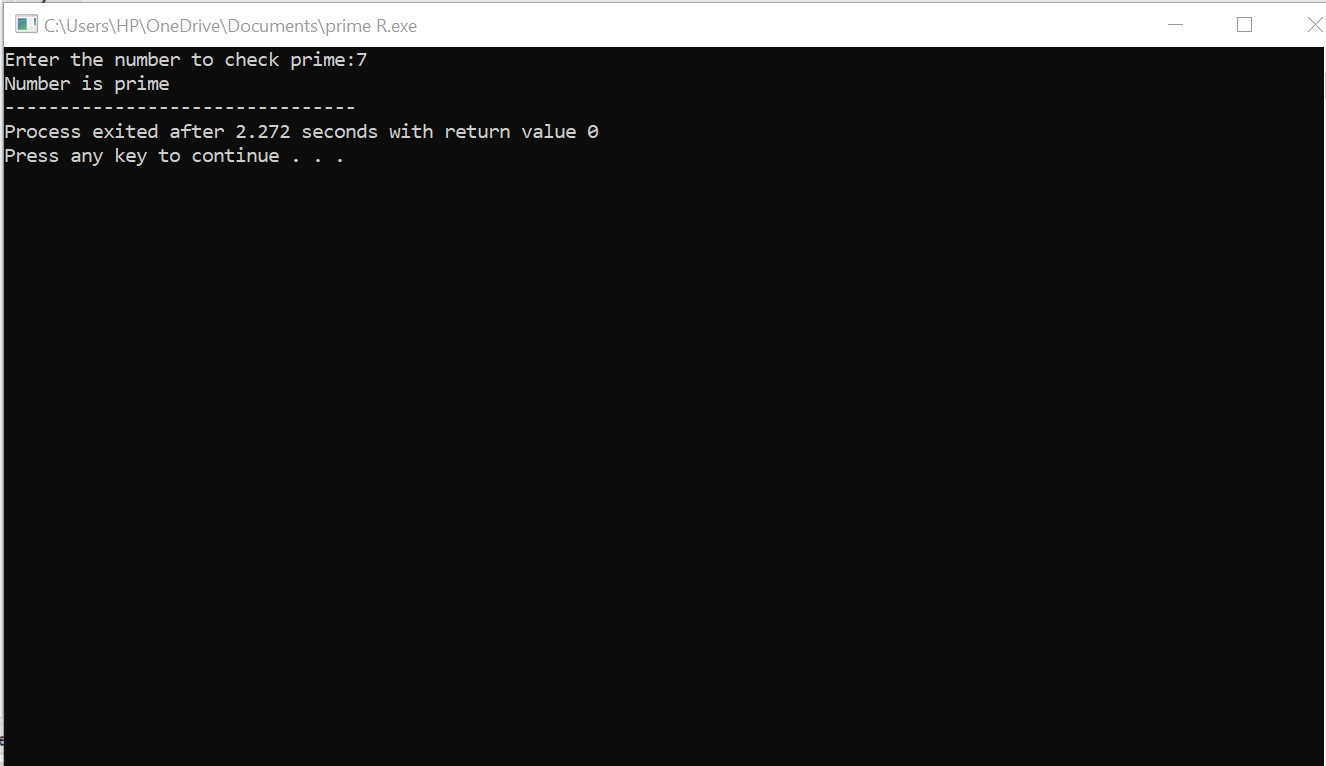 C:\Users\HP\OneDrive\Documents\prime R.exe
Enter the number to check prime:7
Number is prime
--------------------------------
Process exited after 2.272 seconds with return value 0
Press any key to continue . . .